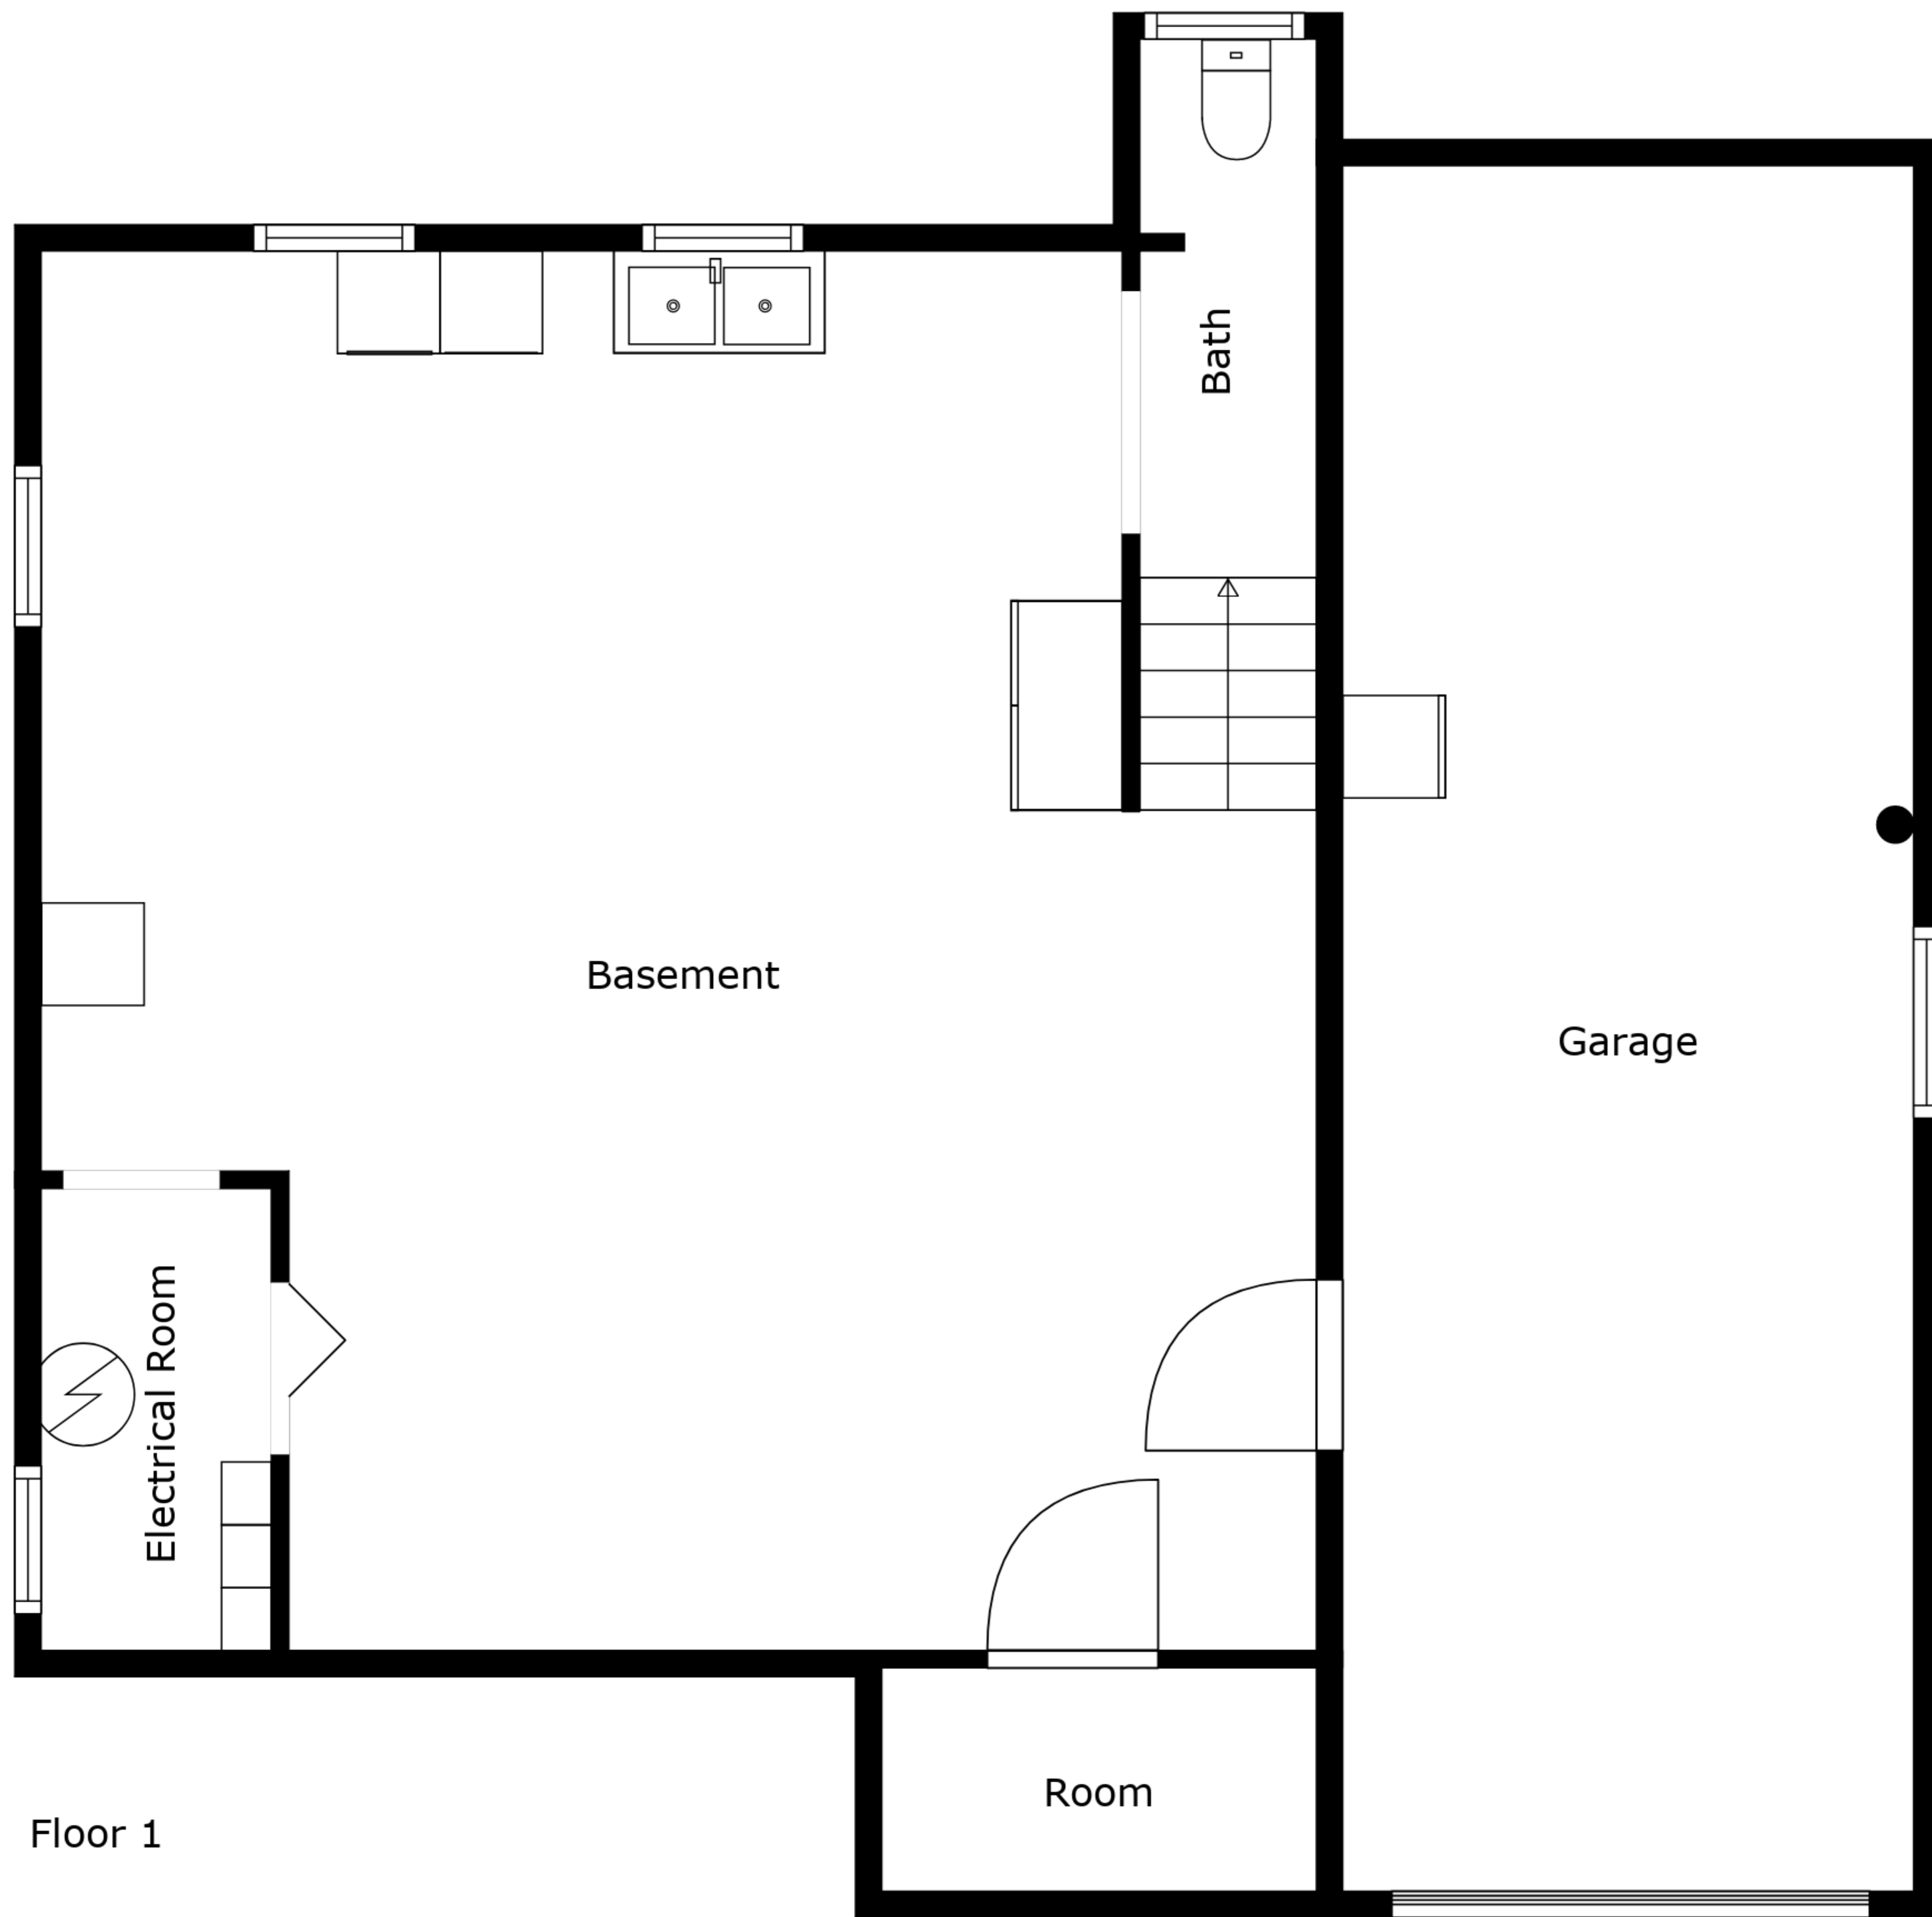 Bath
Basement
Garage
Electrical Room
Room
Floor 1